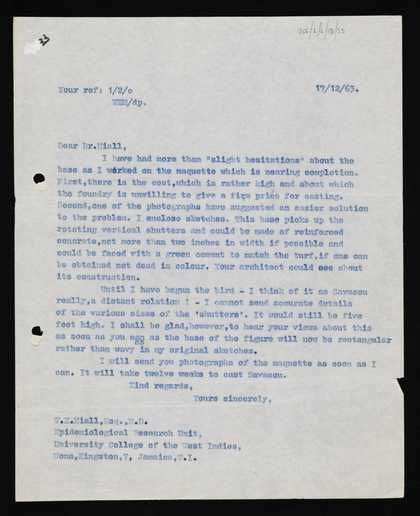 33
17/12/63.
Your ref: 1/2/c
WEM/dp.
Dear Dr.Miall,
I have had more than "slight hesitations" about the
base as I worked on the maquette which is nearing completion.
First,there is the cost,which is rather high and about which
the foundry is unwilling to give a firm price for casting.
Second,one of the photographs have suggested an easier solution
to the problem. I enclose sketches. This base picks up the
rotating vertical shutters and could be made of reinforced
concrete,not more than two inches in width if possible and
could be faced with a green cement to match the turf,if one can
be obtained not dead in colour. Your architect could see about
its construction.
Until I have begun the bird - I think of it as Savacou
really,a distant relation ! - I cannot send accurate details
of the various sizes of the 'shutters'. It would still be five
feet high. I shall be glad,however,to hear your views about this
as soon as you can as the base of the figure will now be rectangular
rather than wavy in my original sketches.
I will send you photographs of the maquette as soon as I
can. It will take twelve weeks to cast Savacou.
Kind regards,
Yours sincerely,
W.E.Miall,Esq.,M.D.
Epidemiological Research Unit,
University College of the West Indies,
Mona,Kingston,7, Jamaica,W.I.